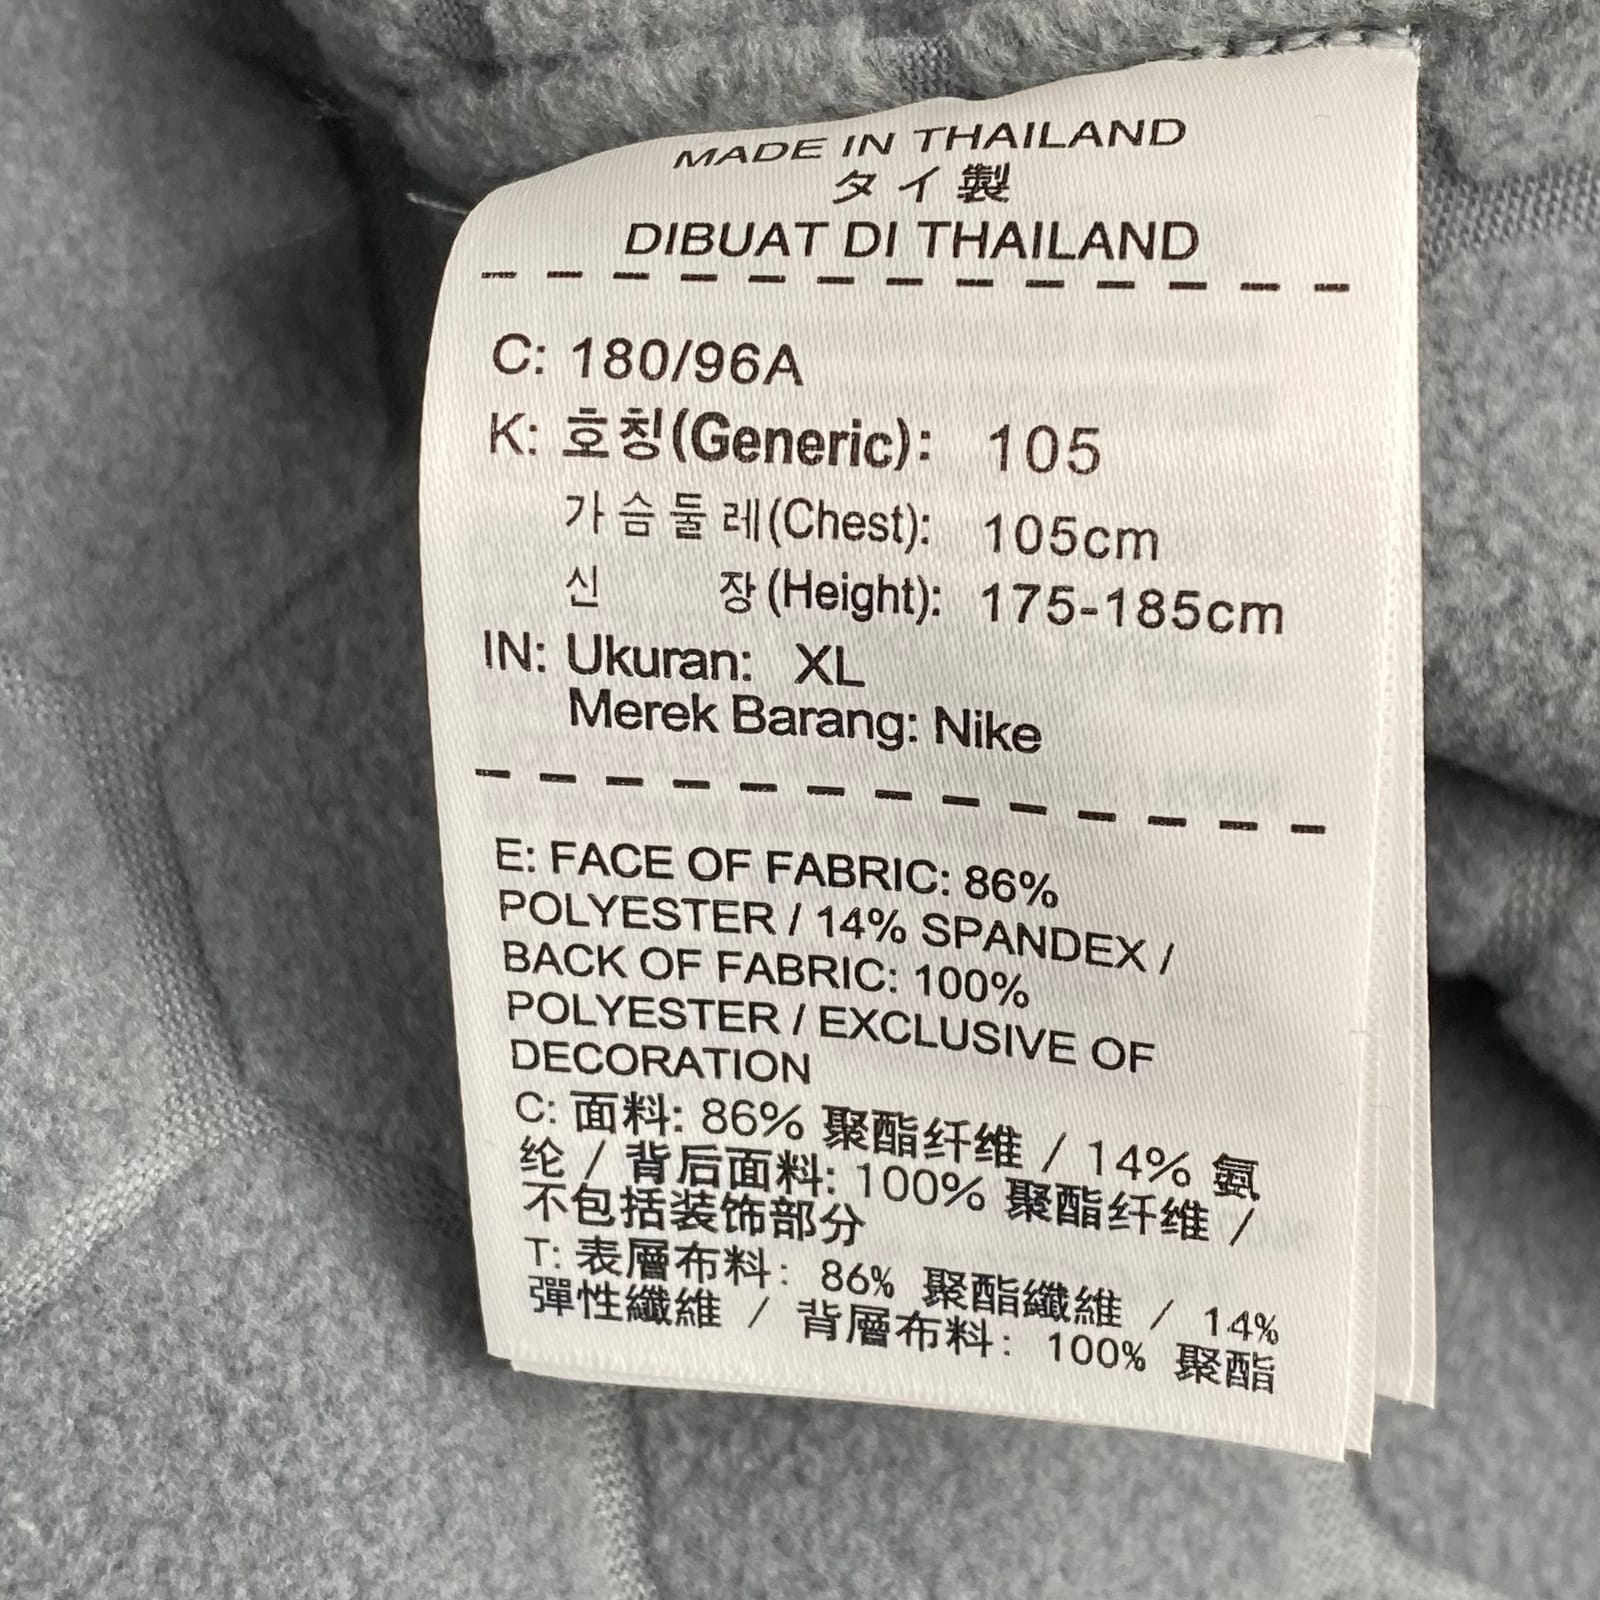 MADE IN THAILAND
タイ製
DIBUAT DI THAILAND
C: 180/96A
K: 호칭(Generic): 105
가슴둘레(Chest): 105cm
신 장(Height): 175-185cm
IN: Ukuran: XL
Merek Barang: Nike
E: FACE OF FABRIC: 86%
POLYESTER / 14% SPANDEX /
BACK OF FABRIC: 100%
POLYESTER / EXCLUSIVE OF
DECORATION
C: 面料: 86% 聚酯纤维 / 14% 氨
纶 / 背后面料: 100% 聚酯纤维 /
不包括装饰部分
T: 表層布料: 86% 聚酯纖維 / 14%
彈性纖維 / 背層布料: 100% 聚酯